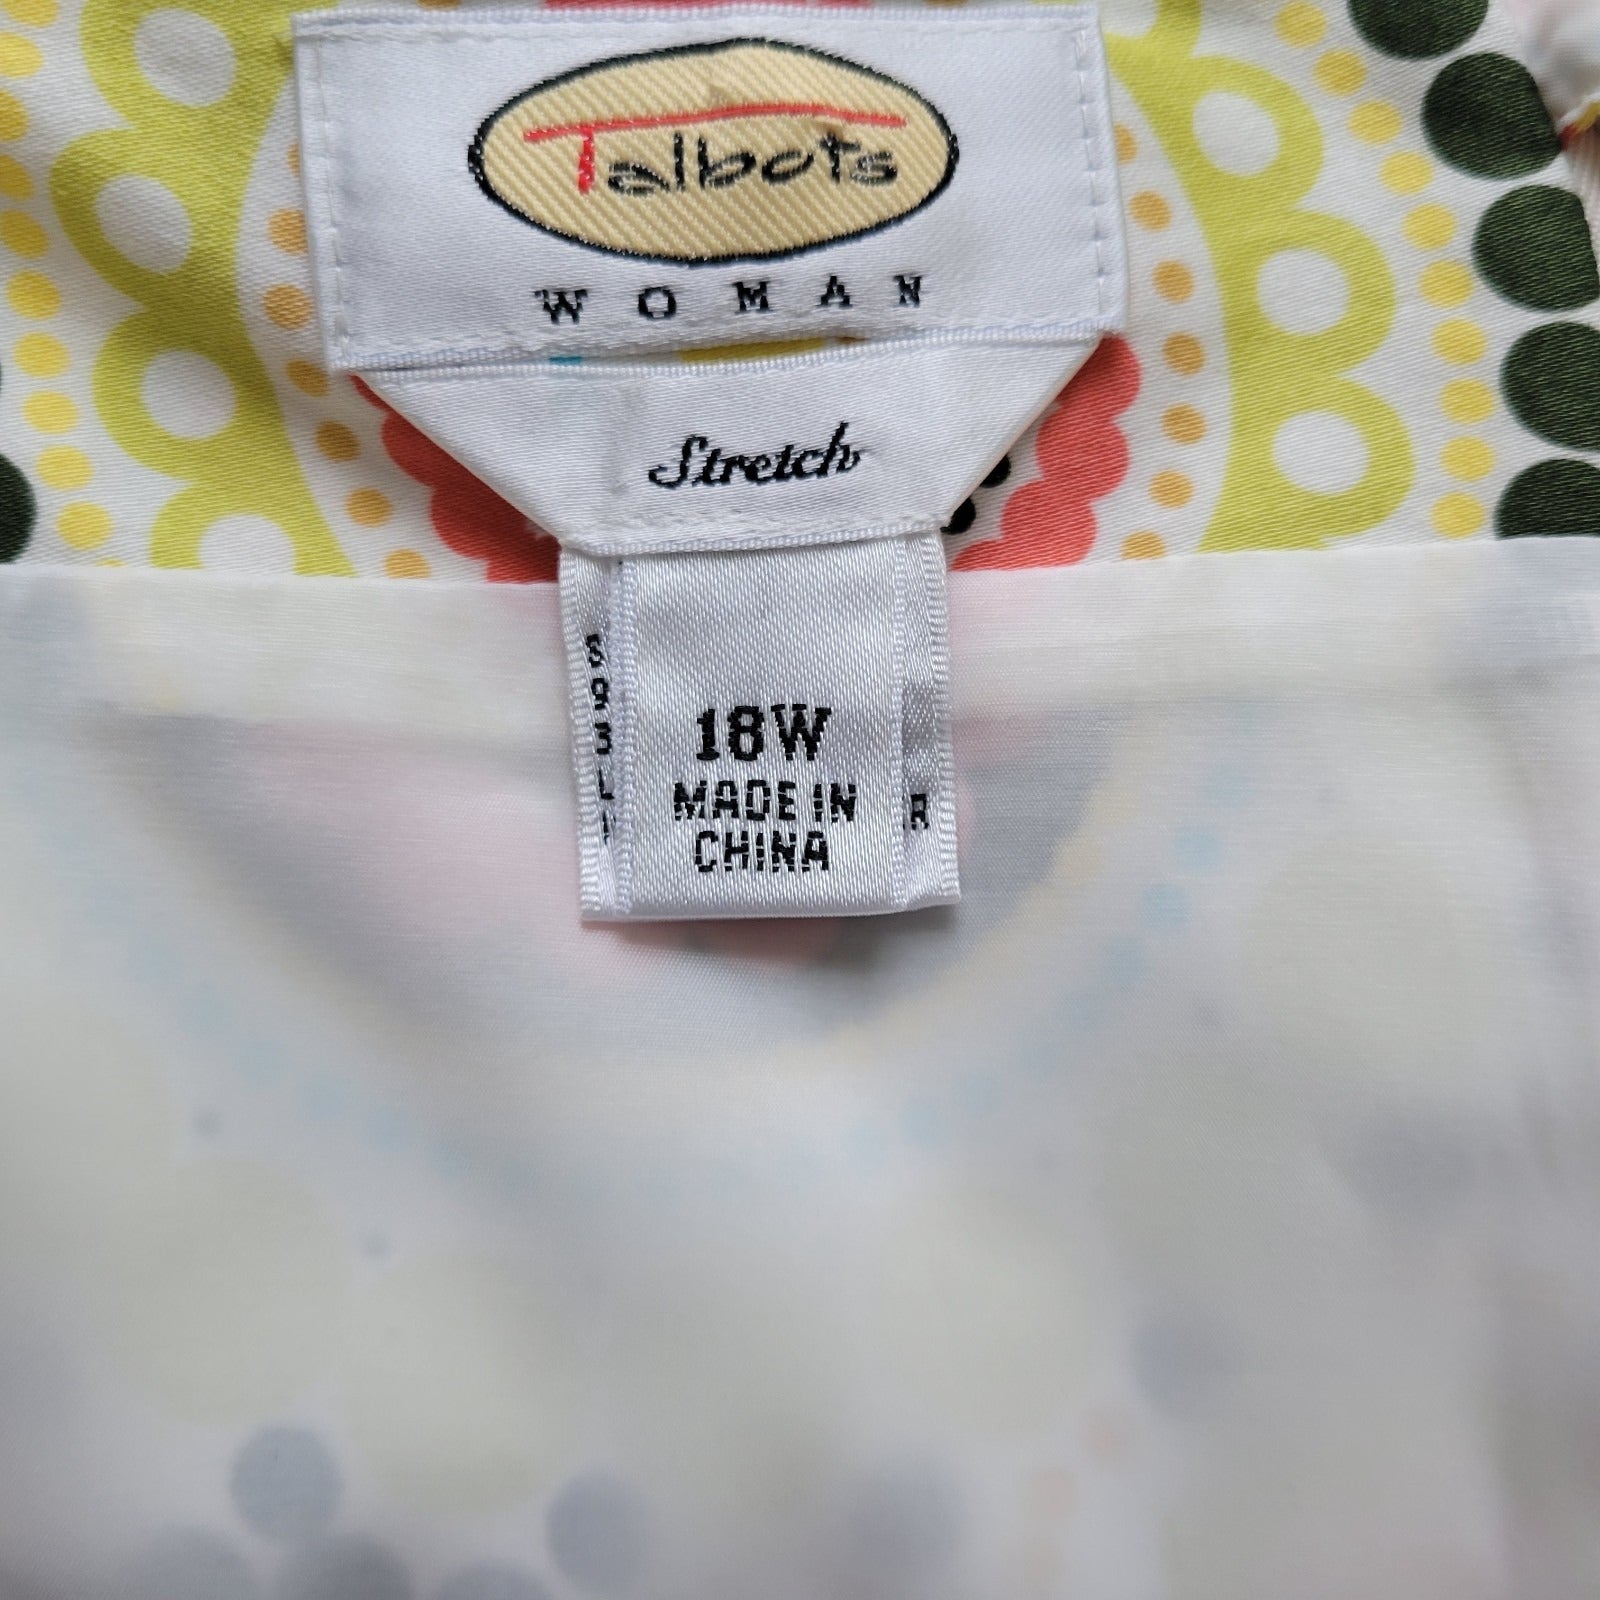 Talbots
WOMAN
Stretch
18W
MADE IN
CHINA
R